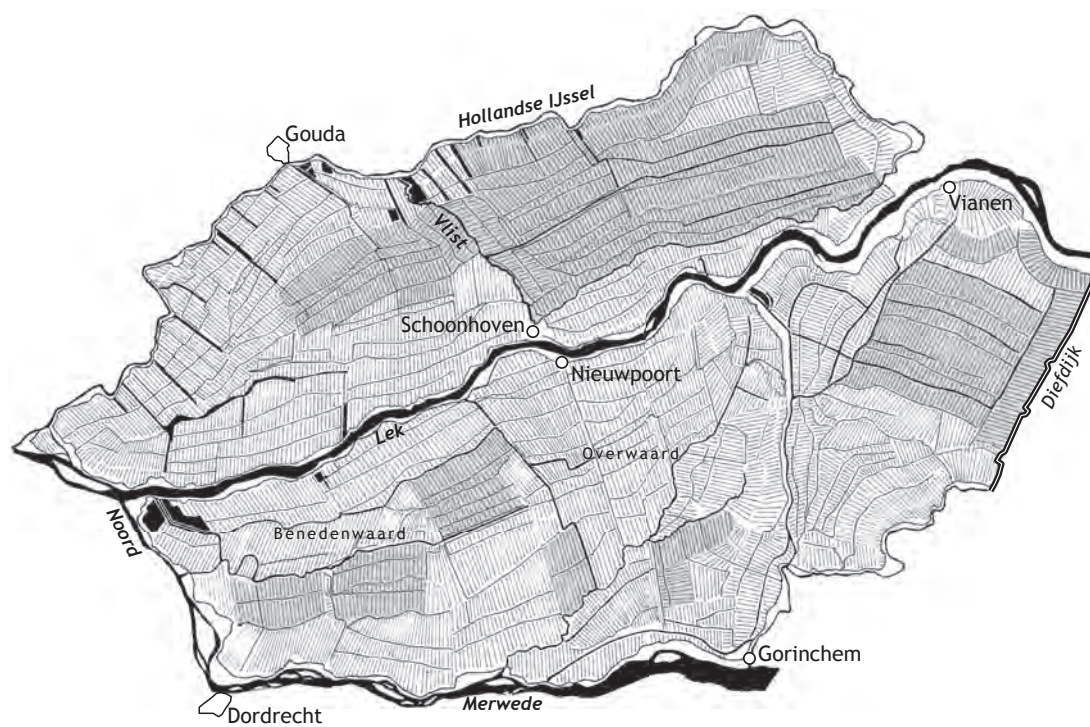 Hollandse IJssel
Gouda
Vianen
Vlist
Schoonhoven
Nieuwpoort
Diefdijk
Lek
Overwaard
Noord
Benedenwaard
Gorinchem
Merwede
Dordrecht